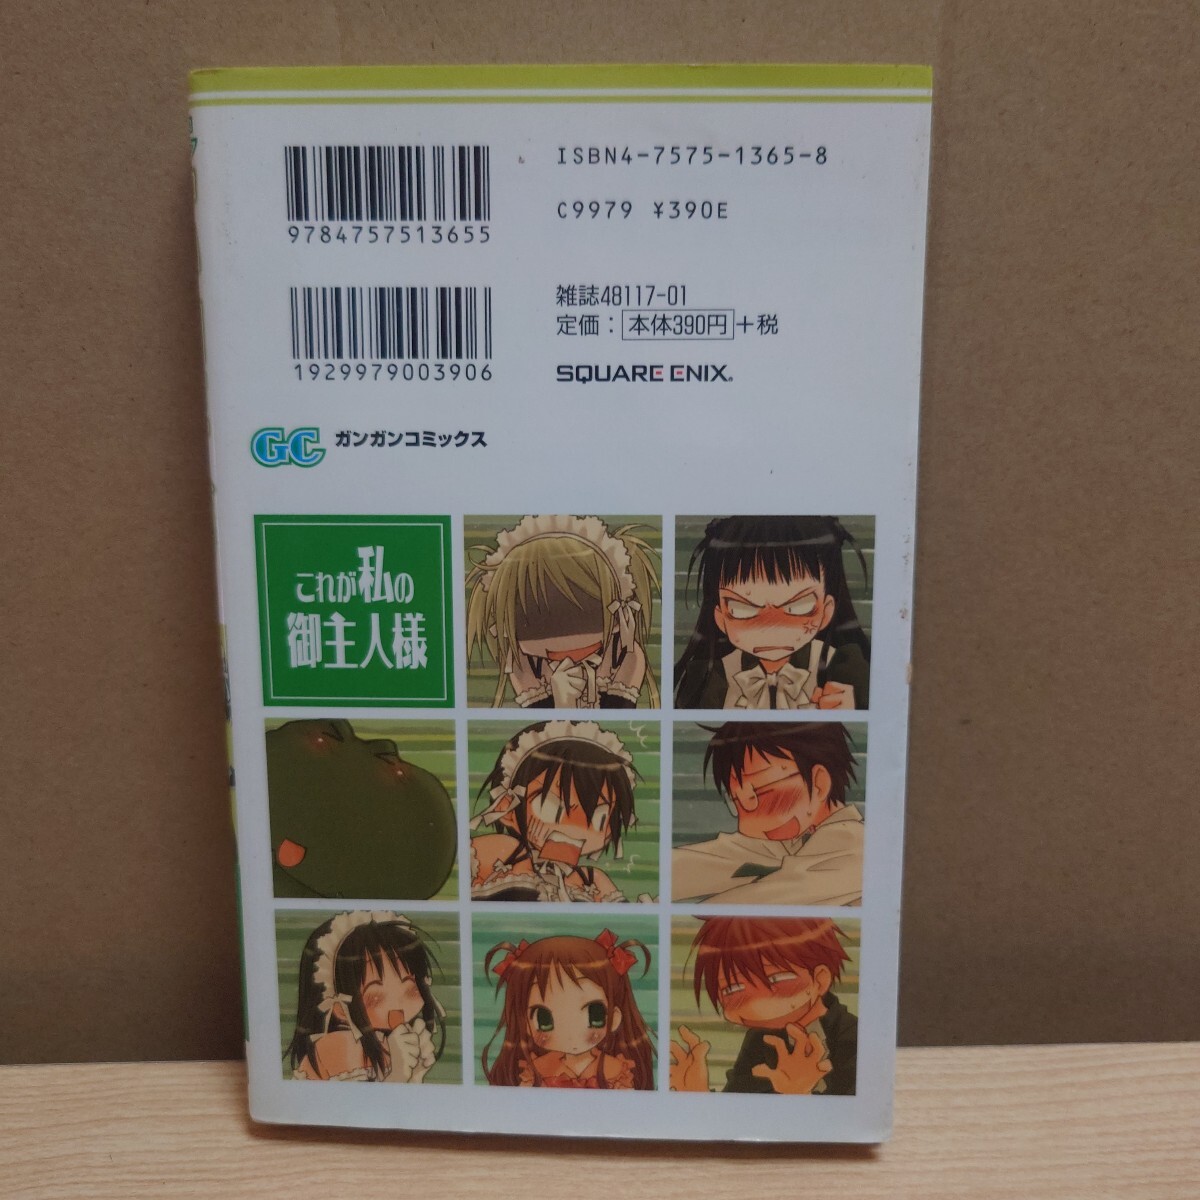 9784757513655
ISBN4-7575-1365-8
C9979 ¥390E
1929979003906
雑誌48117-01
定価：本体390円+税
SQUARE ENIX
GC ガンガンコミックス
これが私の
御主人様